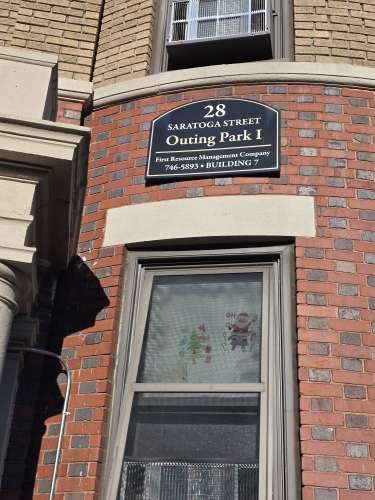 28
SARATOGA STREET
Outing Park I
First Resource Management Company
746-5893 • BUILDING 7